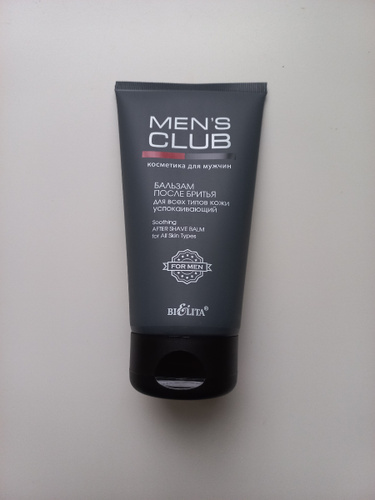 MEN'S
CLUB
косметика для мужчин
БАЛЬЗАМ
ПОСЛЕ БРИТЬЯ
для всех типов кожи
успокаивающий
Soothing
AFTER SHAVE BALM
for All Skin Types
FOR MEN
BIELITA®